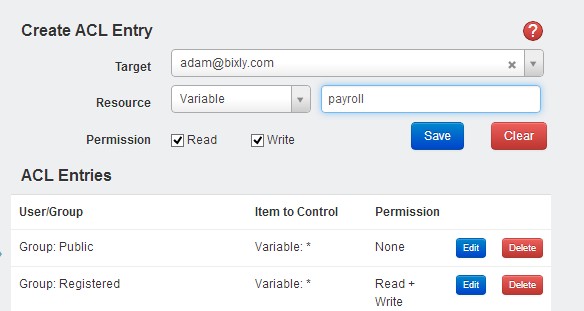 Create ACL Entry ?
Target adam@bixly.com ×
Resource Variable payroll
Permission Read Write Save Clear
ACL Entries
User/Group Item to Control Permission
Group: Public Variable: * None Edit Delete
Group: Registered Variable: * Read + Edit Delete
Write